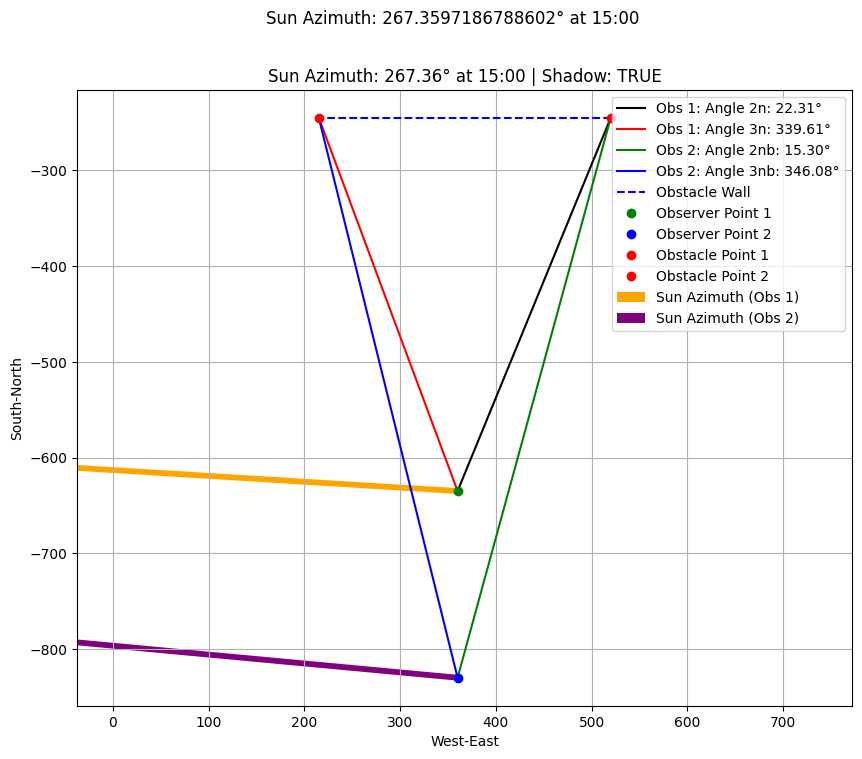 Sun Azimuth: 267.3597186788602° at 15:00
Sun Azimuth: 267.36° at 15:00 | Shadow: TRUE
Obs 1: Angle 2n: 22.31°
Obs 1: Angle 3n: 339.61°
Obs 2: Angle 2nb: 15.30°
Obs 2: Angle 3nb: 346.08°
Obstacle Wall
Observer Point 1
Observer Point 2
Obstacle Point 1
Obstacle Point 2
Sun Azimuth (Obs 1)
Sun Azimuth (Obs 2)
−300
−400
−500
−600
−700
−800
South-North
0 100 200 300 400 500 600 700
West-East